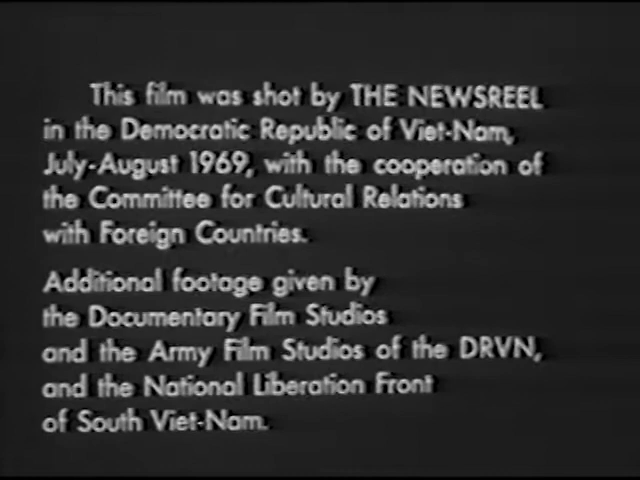 This film was shot by THE NEWSREEL
in the Democratic Republic of Viet-Nam,
July-August 1969, with the cooperation of
the Committee for Cultural Relations
with Foreign Countries.
Additional footage given by
the Documentary Film Studios
and the Army Film Studios of the DRVN,
and the National Liberation Front
of South Viet-Nam.